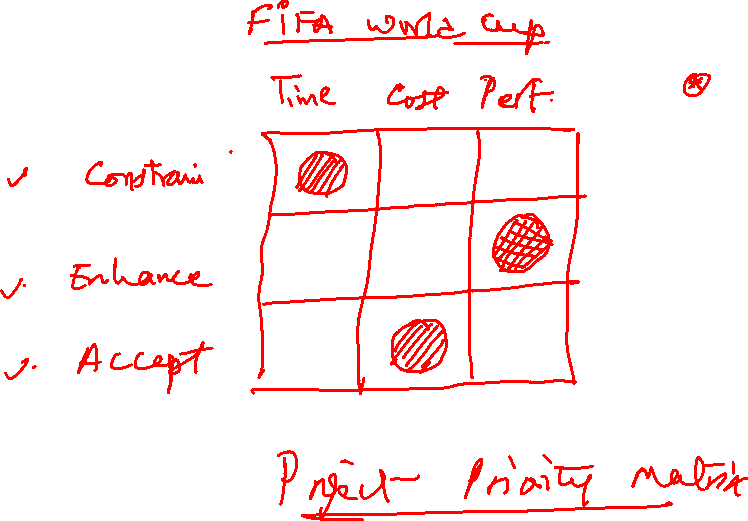 FIFA World Cup
Time Cost Perf.
Constrain
Enhance
Accept
Project Priority Matrix